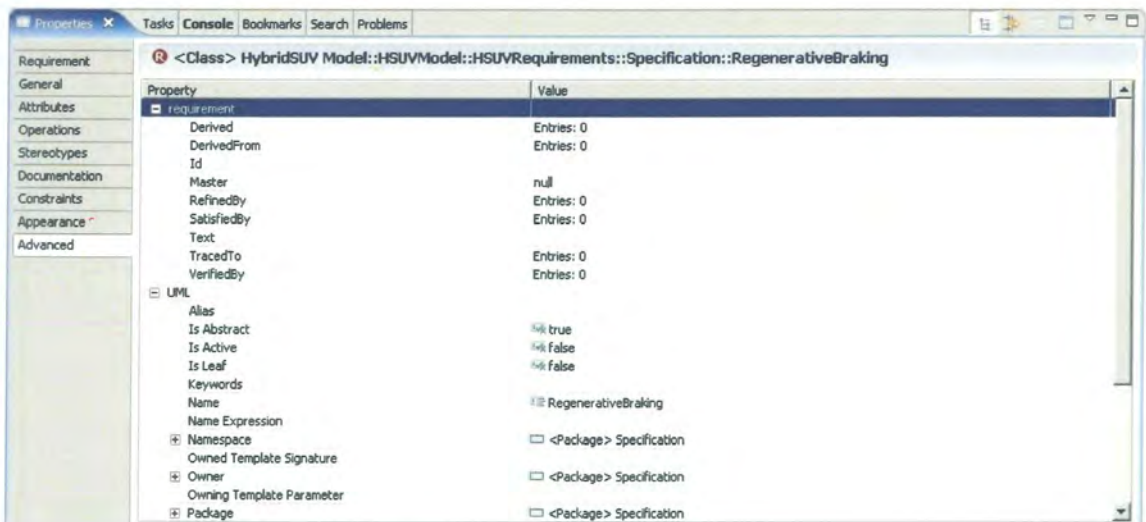 Properties Tasks Console Bookmarks Search Problems
Requirement
General
Attributes
Operations
Stereotypes
Documentation
Constraints
Appearance
Advanced
R <Class> HybridSUV Model::HSUVModel::HSUVRequirements::Specification::RegenerativeBraking
Property Value
requirement
Derived Entries: 0
DerivedFrom Entries: 0
Id
Master null
RefinedBy Entries: 0
SatisfiedBy Entries: 0
Text
TracedTo Entries: 0
VerifiedBy Entries: 0
UML
Alias
Is Abstract true
Is Active false
Is Leaf false
Keywords
Name RegenerativeBraking
Name Expression
Namespace <Package> Specification
Owned Template Signature
Owner <Package> Specification
Owning Template Parameter
Package <Package> Specification